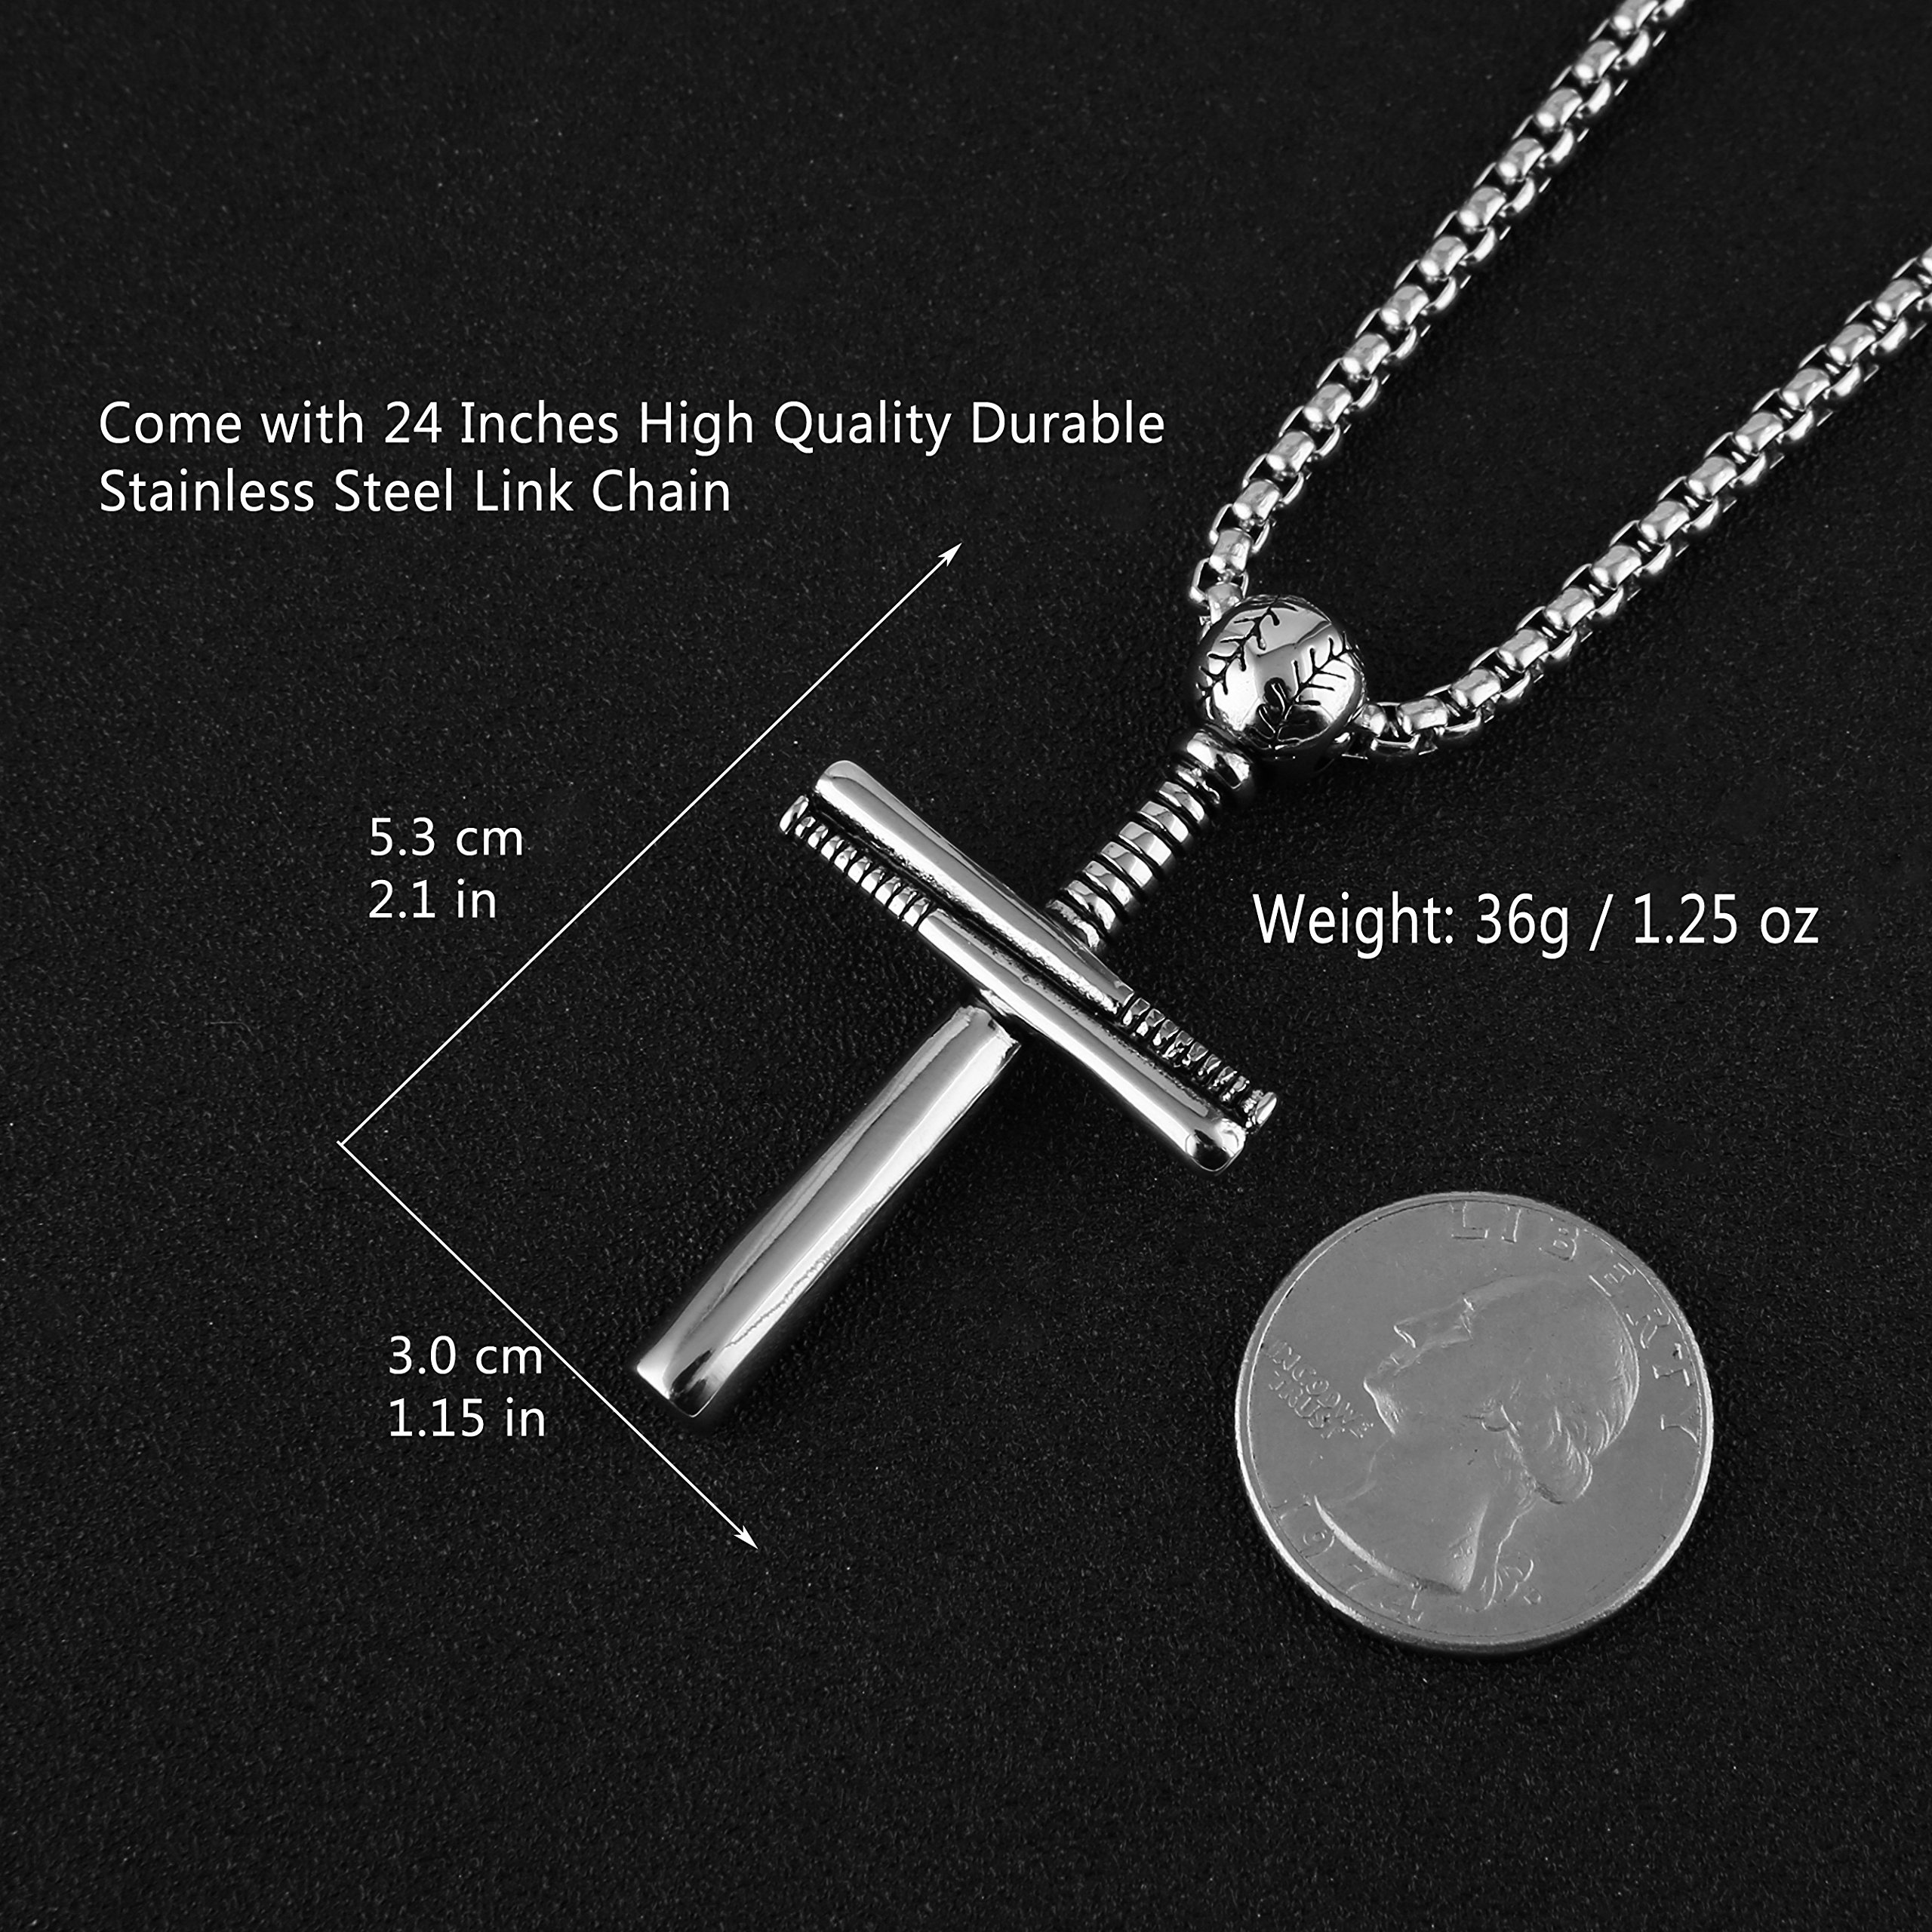 Come with 24 Inches High Quality Durable
Stainless Steel Link Chain
5.3 cm
2.1 in
Weight: 36g / 1.25 oz
3.0 cm
1.15 in
LIBERTY
IN GOD WE
TRUST
1974